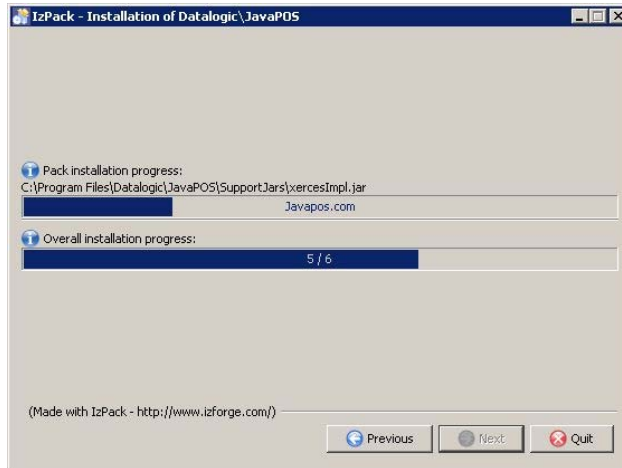 IzPack - Installation of Datalogic\JavaPOS
Pack installation progress:
C:\Program Files\Datalogic\JavaPOS\SupportJars\xercesImpl.jar
Javapos.com
Overall installation progress:
5 / 6
(Made with IzPack - http://www.izforge.com/)
Previous
Next
Quit